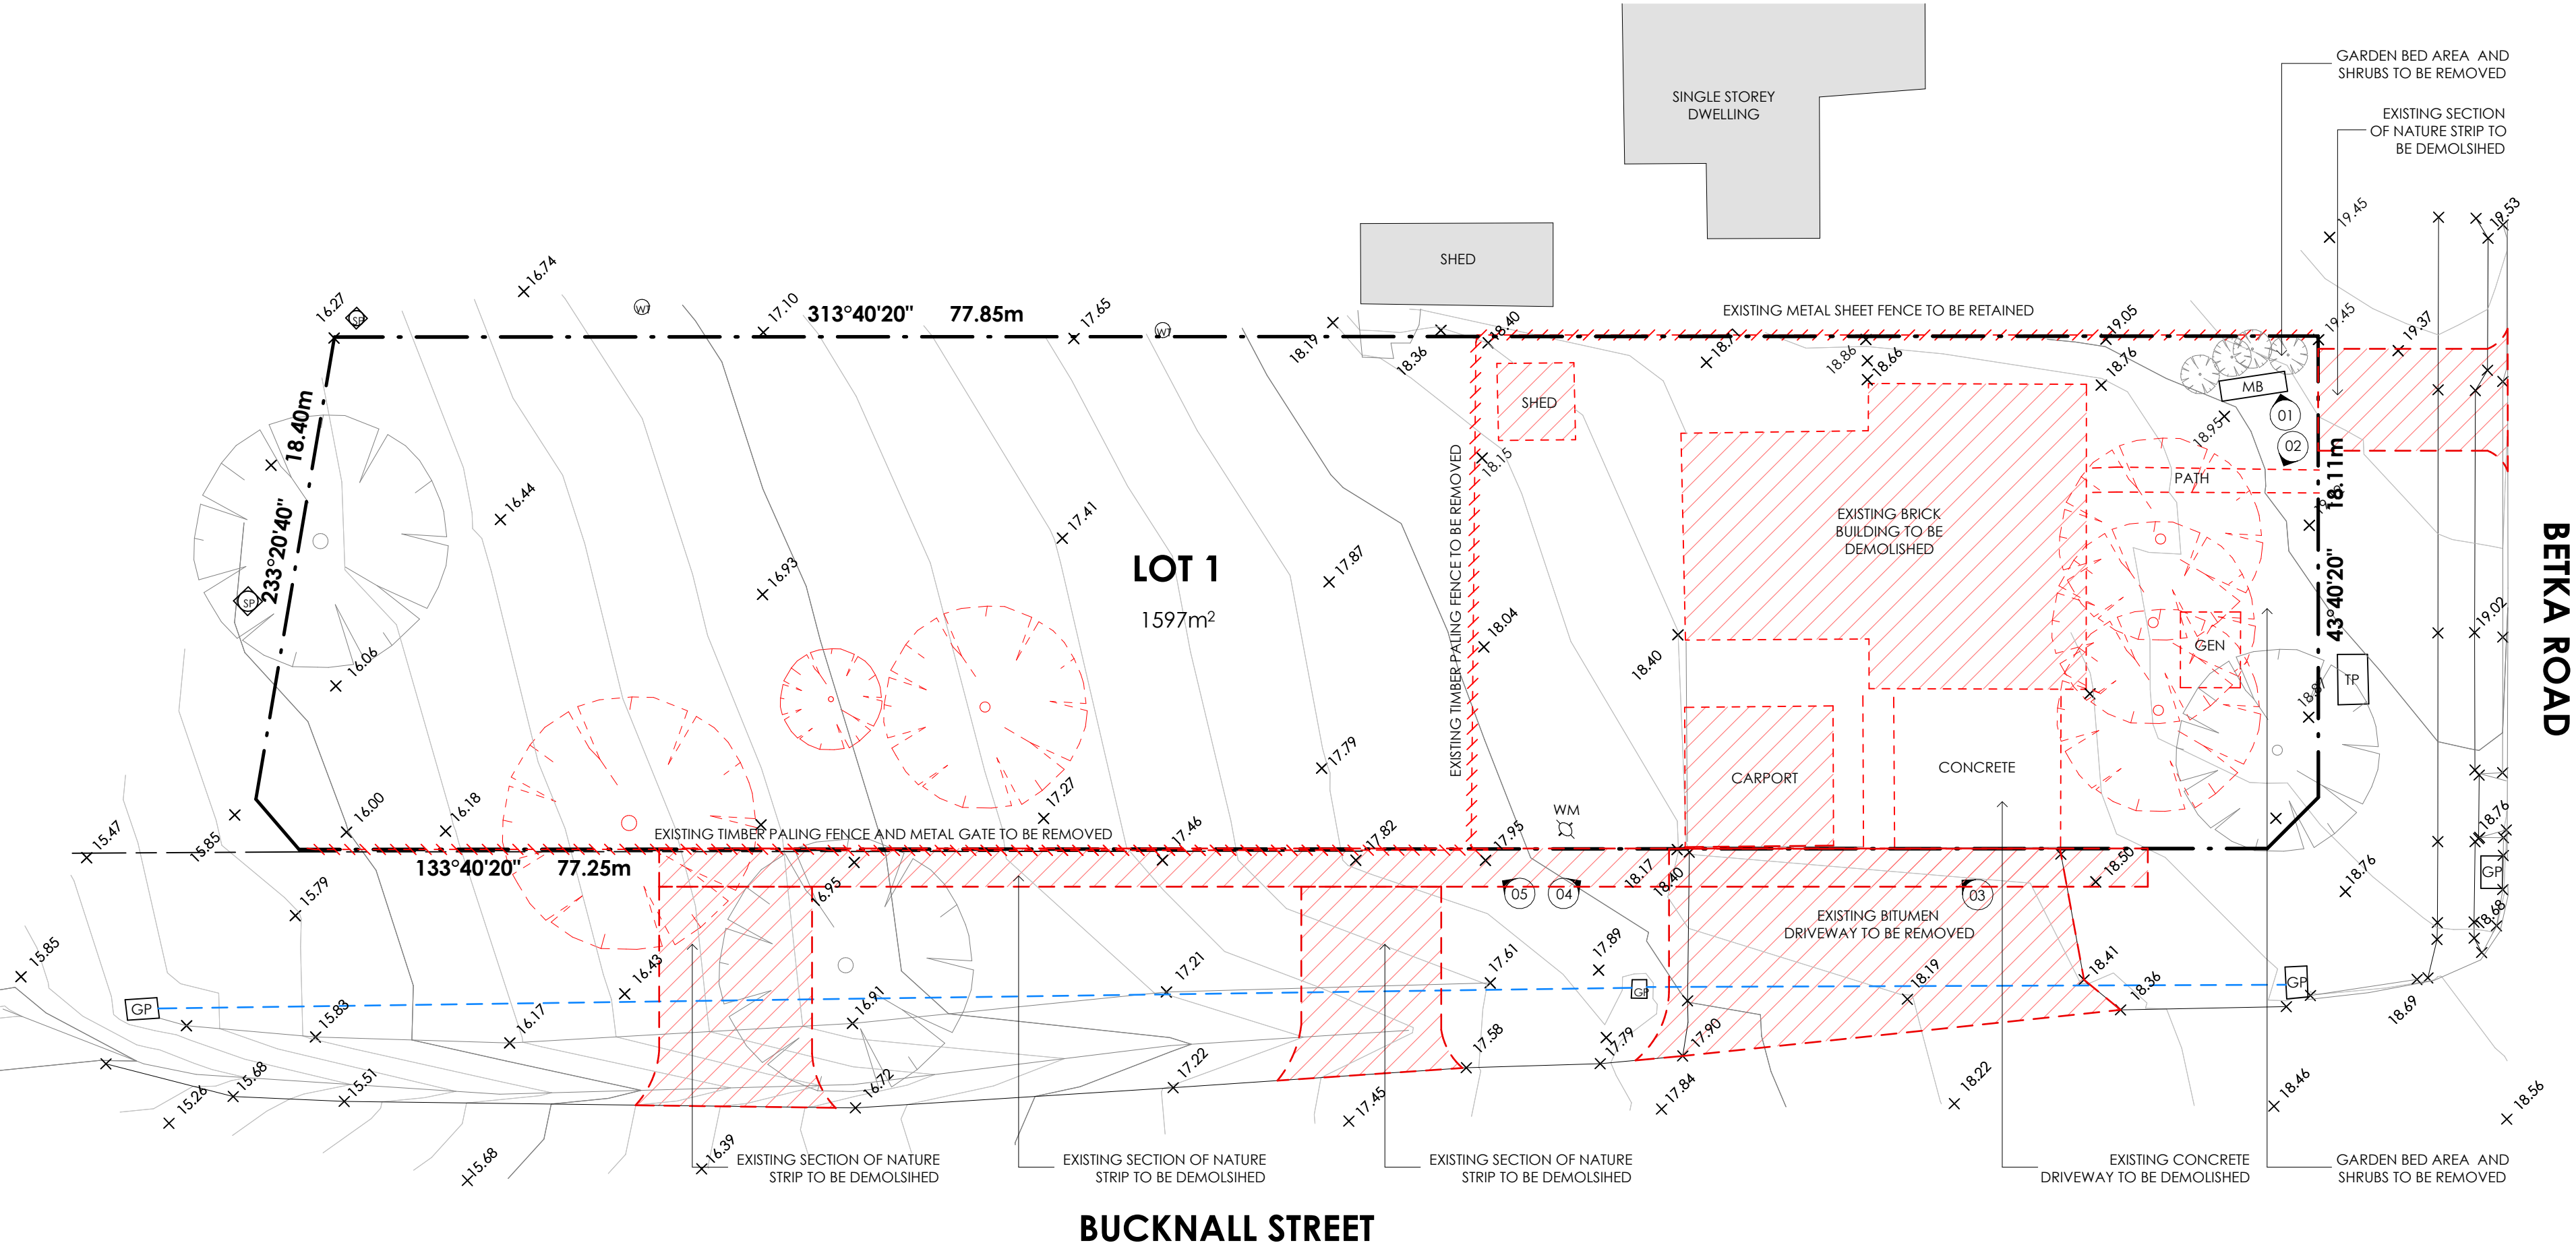 GARDEN BED AREA AND
SHRUBS TO BE REMOVED
SINGLE STOREY
DWELLING
EXISTING SECTION
OF NATURE STRIP TO
BE DEMOLSIHED
19.45
19.53
SHED
16.74
16.27
SP
WT
17.10
313°40'20" 77.85m
17.65
WT
18.19
18.36
18.40
EXISTING METAL SHEET FENCE TO BE RETAINED
18.71
18.86
18.66
19.05
18.76
19.45
19.37
MB
01
02
18.95
SHED
18.15
18.40m
233°20'40"
SP
16.44
17.41
16.93
17.87
LOT 1
1597m²
EXISTING TIMBER PALING FENCE TO BE REMOVED
18.04
EXISTING BRICK
BUILDING TO BE
DEMOLISHED
PATH
18.11m
43°40'20"
BETKA ROAD
19.02
GEN
TP
18.87
18.40
16.06
17.79
17.27
CARPORT
CONCRETE
WM
16.00
16.18
15.47
15.85
EXISTING TIMBER PALING FENCE AND METAL GATE TO BE REMOVED
17.46
17.82
17.95
18.17
18.40
18.50
18.76
18.76
GP
18.68
133°40'20" 77.25m
16.95
15.79
05
04
03
EXISTING BITUMEN
DRIVEWAY TO BE REMOVED
15.85
16.43
17.21
17.61
17.89
18.19
18.41
18.36
GP
GP
GP
18.69
15.83
16.17
16.91
17.58
17.79
17.90
15.26
15.68
15.51
16.72
17.22
17.45
17.84
18.22
18.46
18.56
15.68
16.39
EXISTING SECTION OF NATURE
STRIP TO BE DEMOLSIHED
EXISTING SECTION OF NATURE
STRIP TO BE DEMOLSIHED
EXISTING SECTION OF NATURE
STRIP TO BE DEMOLSIHED
EXISTING CONCRETE
DRIVEWAY TO BE DEMOLISHED
GARDEN BED AREA AND
SHRUBS TO BE REMOVED
BUCKNALL STREET